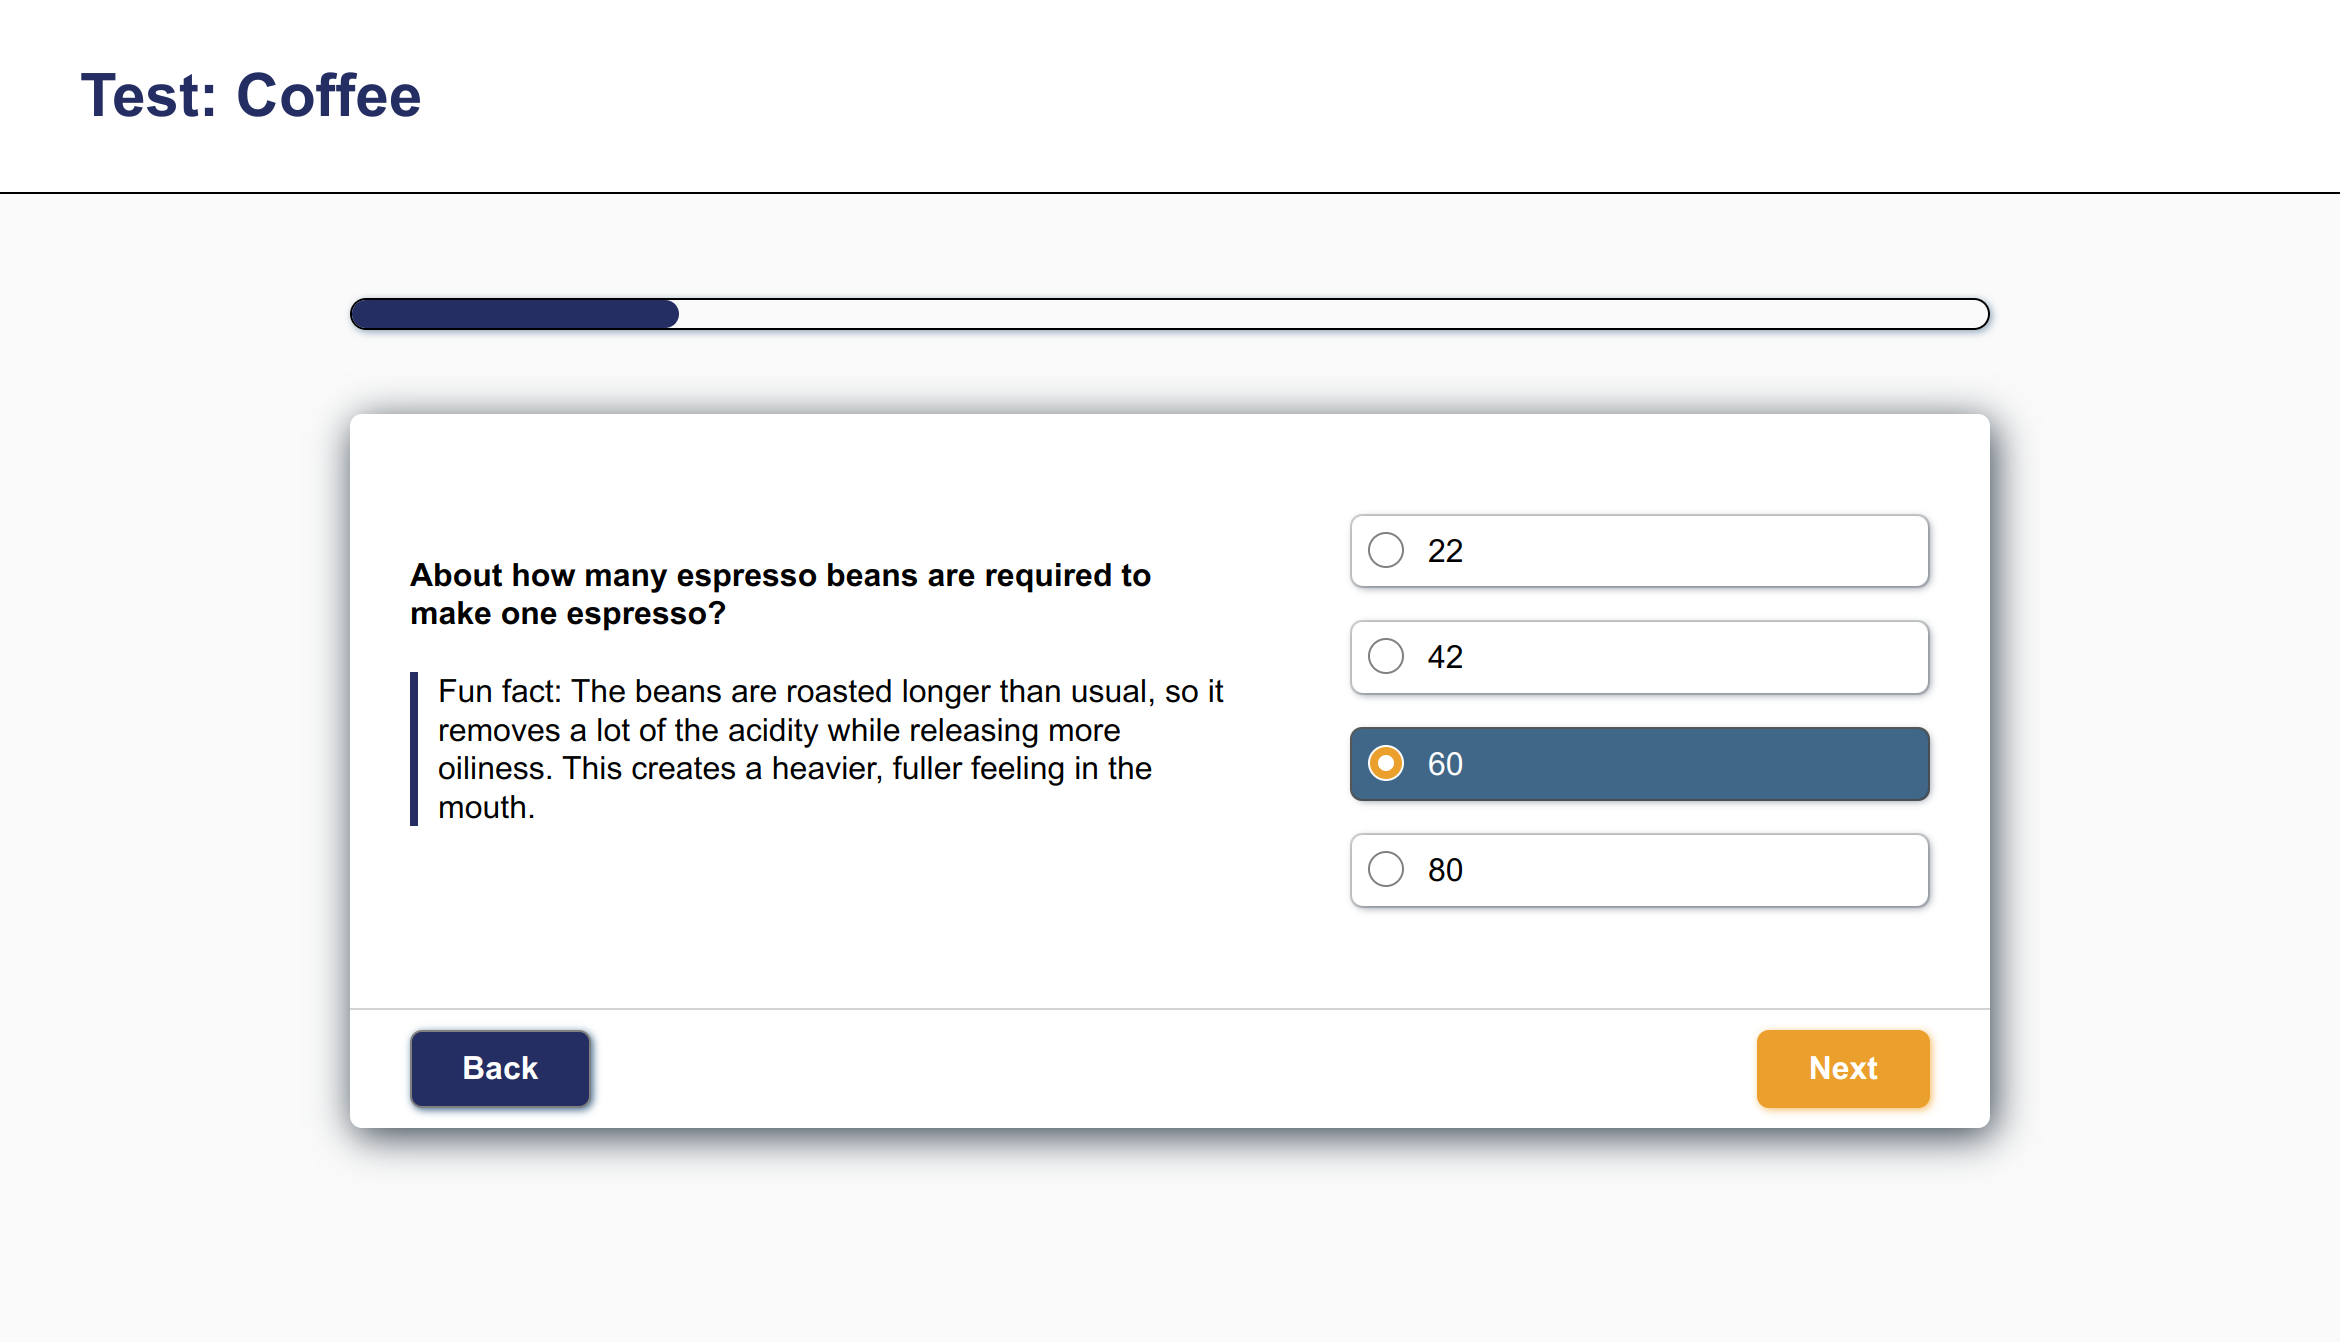 Test: Coffee
About how many espresso beans are required to
make one espresso?
Fun fact: The beans are roasted longer than usual, so it
removes a lot of the acidity while releasing more
oiliness. This creates a heavier, fuller feeling in the
mouth.
22
42
60
80
Back
Next